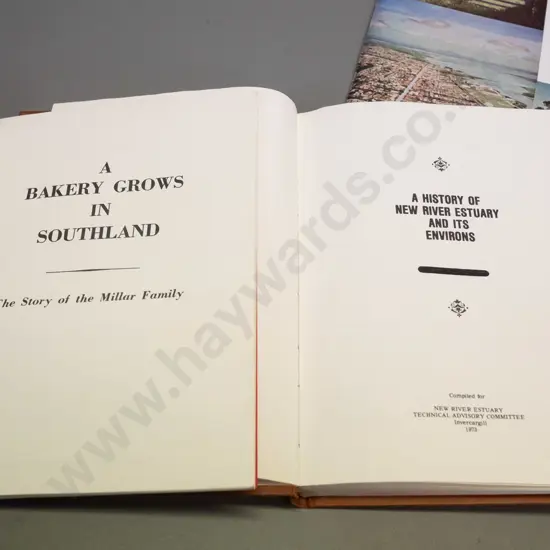 A
BAKERY GROWS
IN
SOUTHLAND
The Story of the Millar Family
A HISTORY OF
NEW RIVER ESTUARY
AND ITS
ENVIRONS
Compiled for
NEW RIVER ESTUARY
TECHNICAL ADVISORY COMMITTEE
Invercargill
1975
www.haywards.co.